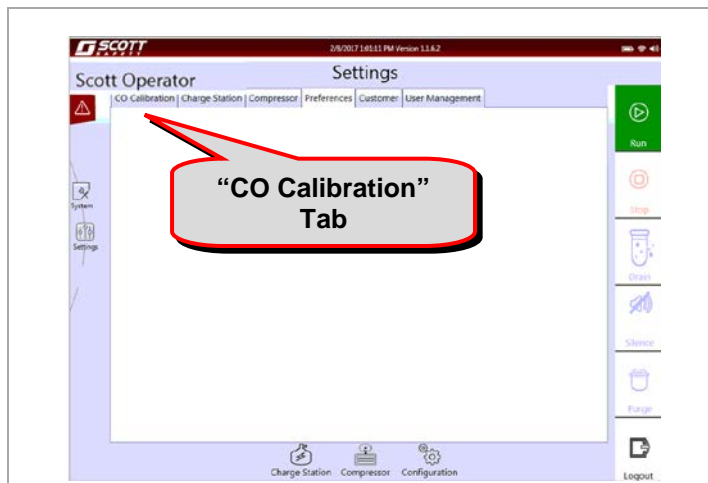 SCOTT
SAFETY
2/8/2017 1:01:11 PM Version 1.1.6.2
Scott Operator
Settings
CO Calibration
Charge Station
Compressor
Preferences
Customer
User Management
“CO Calibration”
Tab
System
Settings
Run
Stop
Drain
Silence
Purge
Logout
Charge Station
Compressor
Configuration